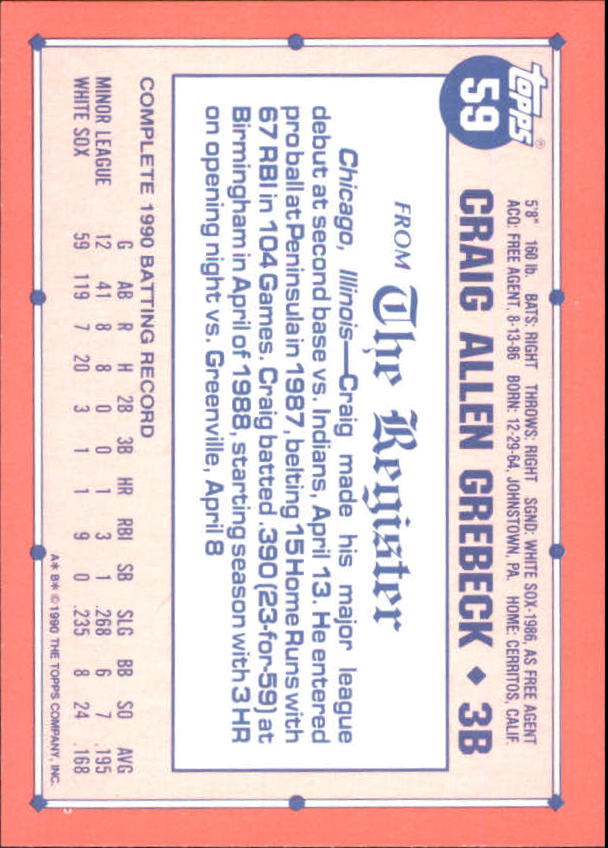 Topps®
59
5'8" 160 lb. BATS: RIGHT THROWS: RIGHT SGND: WHITE SOX-1986, AS FREE AGENT
ACQ: FREE AGENT, 8-13-86 BORN: 12-29-64, JOHNSTOWN, PA. HOME: CERRITOS, CALIF.
CRAIG ALLEN GREBECK ◆ 3B
FROM The Register
Chicago, Illinois—Craig made his major league
debut at second base vs. Indians, April 13. He entered
pro ball at Peninsula in 1987, belting 15 Home Runs with
67 RBI in 104 Games. Craig batted .390 (23-for-59) at
Birmingham in April of 1988, starting season with 3 HR
on opening night vs. Greenville, April 8
COMPLETE 1990 BATTING RECORD
G AB R H 2B 3B HR RBI SB SLG BB SO AVG
MINOR LEAGUE 12 41 8 8 0 0 1 3 1 .268 6 7 .195
WHITE SOX 59 119 7 20 3 1 1 9 0 .235 8 24 .168
A* B* ©1990 THE TOPPS COMPANY, INC.